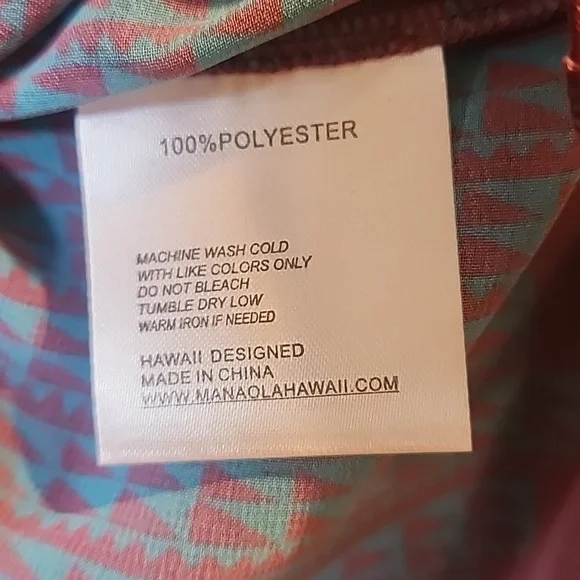 100%POLYESTER
MACHINE WASH COLD
WITH LIKE COLORS ONLY
DO NOT BLEACH
TUMBLE DRY LOW
WARM IRON IF NEEDED
HAWAII DESIGNED
MADE IN CHINA
WWW.MANAOLAHAWAII.COM